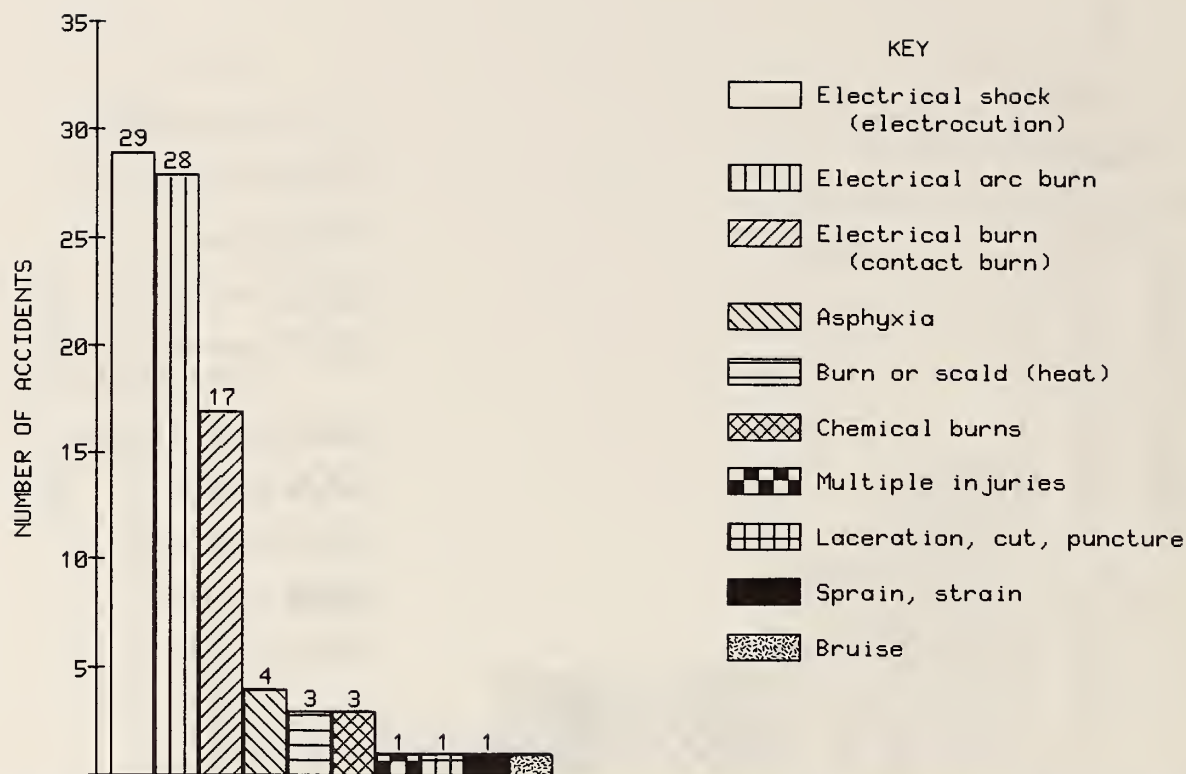 35
30
25
20
15
10
5
NUMBER OF ACCIDENTS
29
28
17
4
3
3
1
1
1
KEY
Electrical shock
(electrocution)
Electrical arc burn
Electrical burn
(contact burn)
Asphyxia
Burn or scald (heat)
Chemical burns
Multiple injuries
Laceration, cut, puncture
Sprain, strain
Bruise